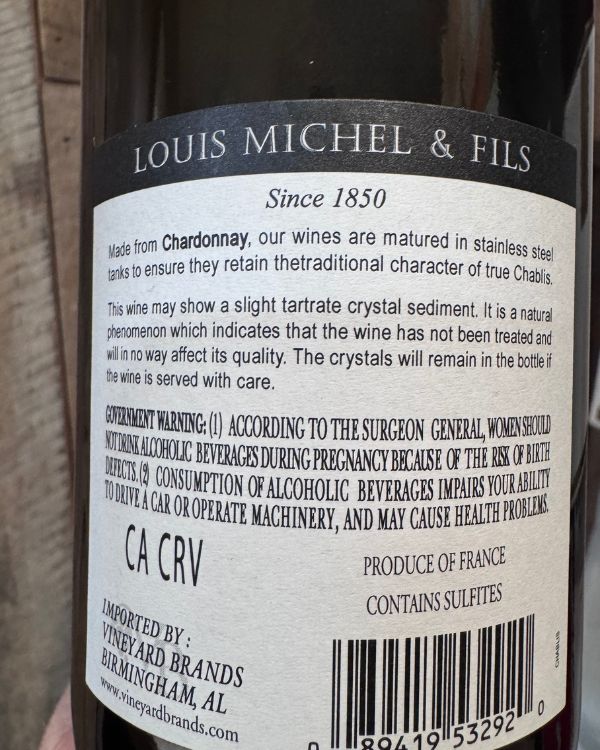 LOUIS MICHEL & FILS
Since 1850
Made from Chardonnay, our wines are matured in stainless steel
tanks to ensure they retain thetraditional character of true Chablis.
This wine may show a slight tartrate crystal sediment. It is a natural
phenomenon which indicates that the wine has not been treated and
will in no way affect its quality. The crystals will remain in the bottle if
the wine is served with care.
GOVERNMENT WARNING: (1) ACCORDING TO THE SURGEON GENERAL, WOMEN SHOULD
NOT DRINK ALCOHOLIC BEVERAGES DURING PREGNANCY BECAUSE OF THE RISK OF BIRTH
DEFECTS. (2) CONSUMPTION OF ALCOHOLIC BEVERAGES IMPAIRS YOUR ABILITY
TO DRIVE A CAR OR OPERATE MACHINERY, AND MAY CAUSE HEALTH PROBLEMS.
CA CRV
PRODUCE OF FRANCE
CONTAINS SULFITES
IMPORTED BY :
VINEYARD BRANDS
BIRMINGHAM, AL
www.vineyardbrands.com
CHABLIS
0 89419 53292 0